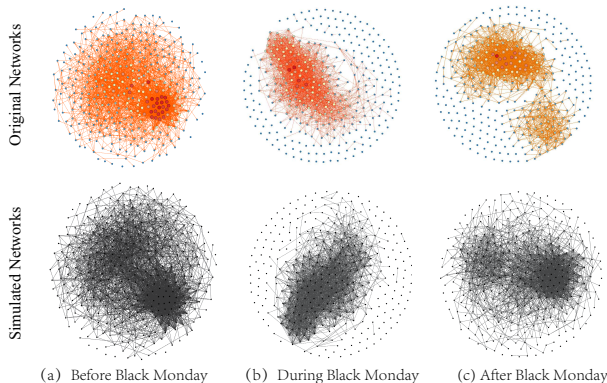 Original Networks
Simulated Networks
(a) Before Black Monday
(b) During Black Monday
(c) After Black Monday